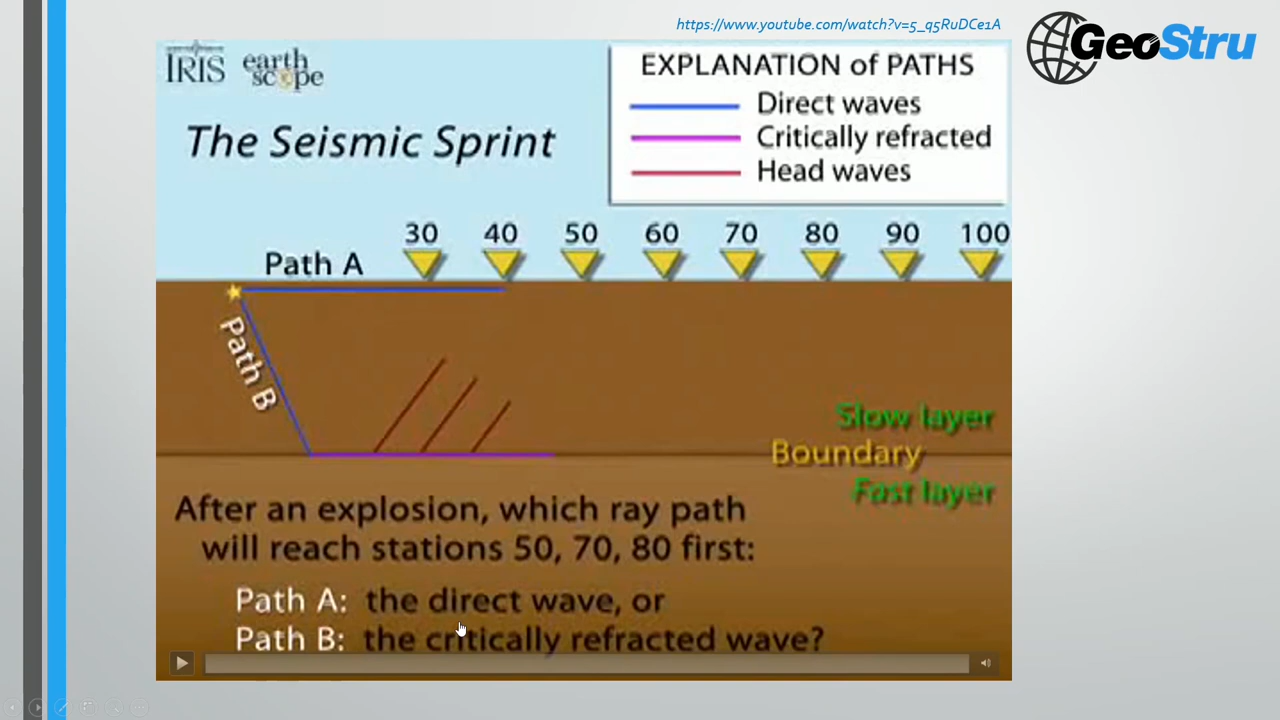 https://www.youtube.com/watch?v=5_q5RuDCe1A
GeoStru
IRIS earth scope
EXPLANATION of PATHS
Direct waves
Critically refracted
Head waves
The Seismic Sprint
30 40 50 60 70 80 90 100
Path A
Path B
Slow layer
Boundary
Fast layer
After an explosion, which ray path
will reach stations 50, 70, 80 first:
Path A: the direct wave, or
Path B: the critically refracted wave?